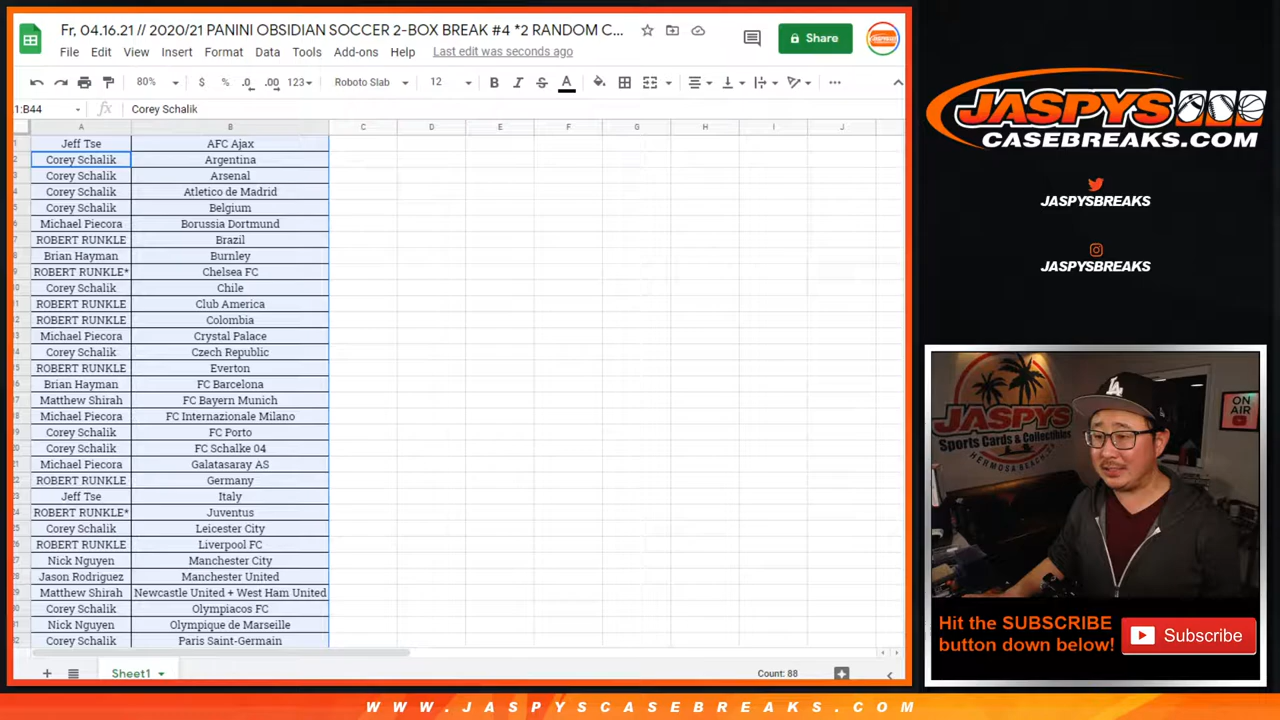 Fr, 04.16.21 // 2020/21 PANINI OBSIDIAN SOCCER 2-BOX BREAK #4 *2 RANDOM C...
File Edit View Insert Format Data Tools Add-ons Help Last edit was seconds ago
Share
80% $ % .0 .00 123 Roboto Slab 12 B I S A
1:B44 fx Corey Schalik
A B C D E F G H I J
1 Jeff Tse AFC Ajax
2 Corey Schalik Argentina
3 Corey Schalik Arsenal
4 Corey Schalik Atletico de Madrid
5 Corey Schalik Belgium
6 Michael Piecora Borussia Dortmund
7 ROBERT RUNKLE Brazil
8 Brian Hayman Burnley
9 ROBERT RUNKLE* Chelsea FC
10 Corey Schalik Chile
11 ROBERT RUNKLE Club America
12 ROBERT RUNKLE Colombia
13 Michael Piecora Crystal Palace
14 Corey Schalik Czech Republic
15 ROBERT RUNKLE Everton
16 Brian Hayman FC Barcelona
17 Matthew Shirah FC Bayern Munich
18 Michael Piecora FC Internazionale Milano
19 Corey Schalik FC Porto
20 Corey Schalik FC Schalke 04
21 Michael Piecora Galatasaray AS
22 ROBERT RUNKLE Germany
23 Jeff Tse Italy
24 ROBERT RUNKLE* Juventus
25 Corey Schalik Leicester City
26 ROBERT RUNKLE Liverpool FC
27 Nick Nguyen Manchester City
28 Jason Rodriguez Manchester United
29 Matthew Shirah Newcastle United + West Ham United
30 Corey Schalik Olympiacos FC
31 Nick Nguyen Olympique de Marseille
32 Corey Schalik Paris Saint-Germain
Sheet1 Count: 88
JASPYS
CASEBREAKS.COM
JASPYSBREAKS
JASPYSBREAKS
JASPYS
Sports Cards & Collectibles
HERMOSA BEACH
LA
ON AIR
Hit the SUBSCRIBE
button down below!
Subscribe
WWW.JASPYSCASEBREAKS.COM